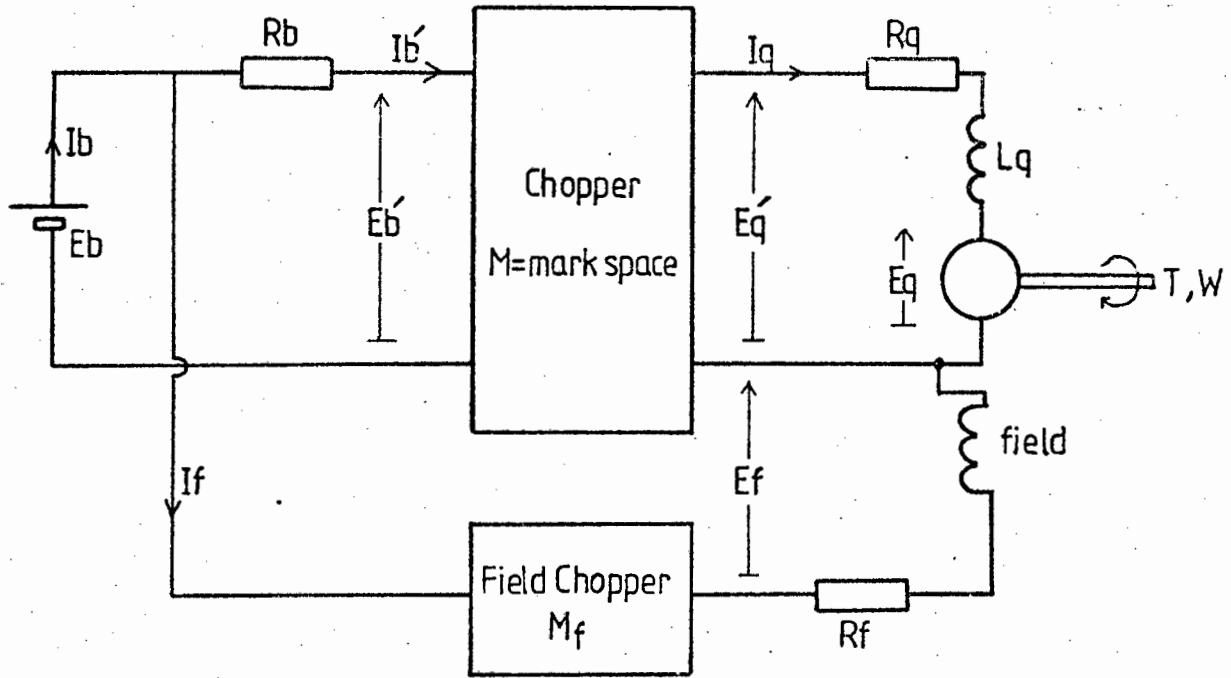 Rb
Ib′
Iq
Rq
Ib
Lq
Chopper
Eb
Eb′
M=mark space
Eq′
Eq
T, W
field
If
Ef
Field Chopper
Mf
Rf